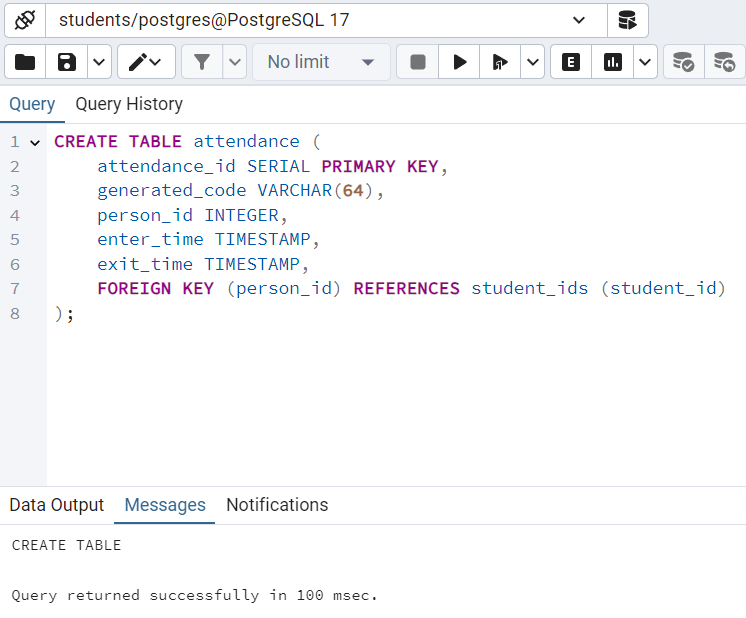 students/postgres@PostgreSQL 17
No limit
E
Query Query History
1 CREATE TABLE attendance (
2 attendance_id SERIAL PRIMARY KEY,
3 generated_code VARCHAR(64),
4 person_id INTEGER,
5 enter_time TIMESTAMP,
6 exit_time TIMESTAMP,
7 FOREIGN KEY (person_id) REFERENCES student_ids (student_id)
8 );
Data Output Messages Notifications
CREATE TABLE
Query returned successfully in 100 msec.